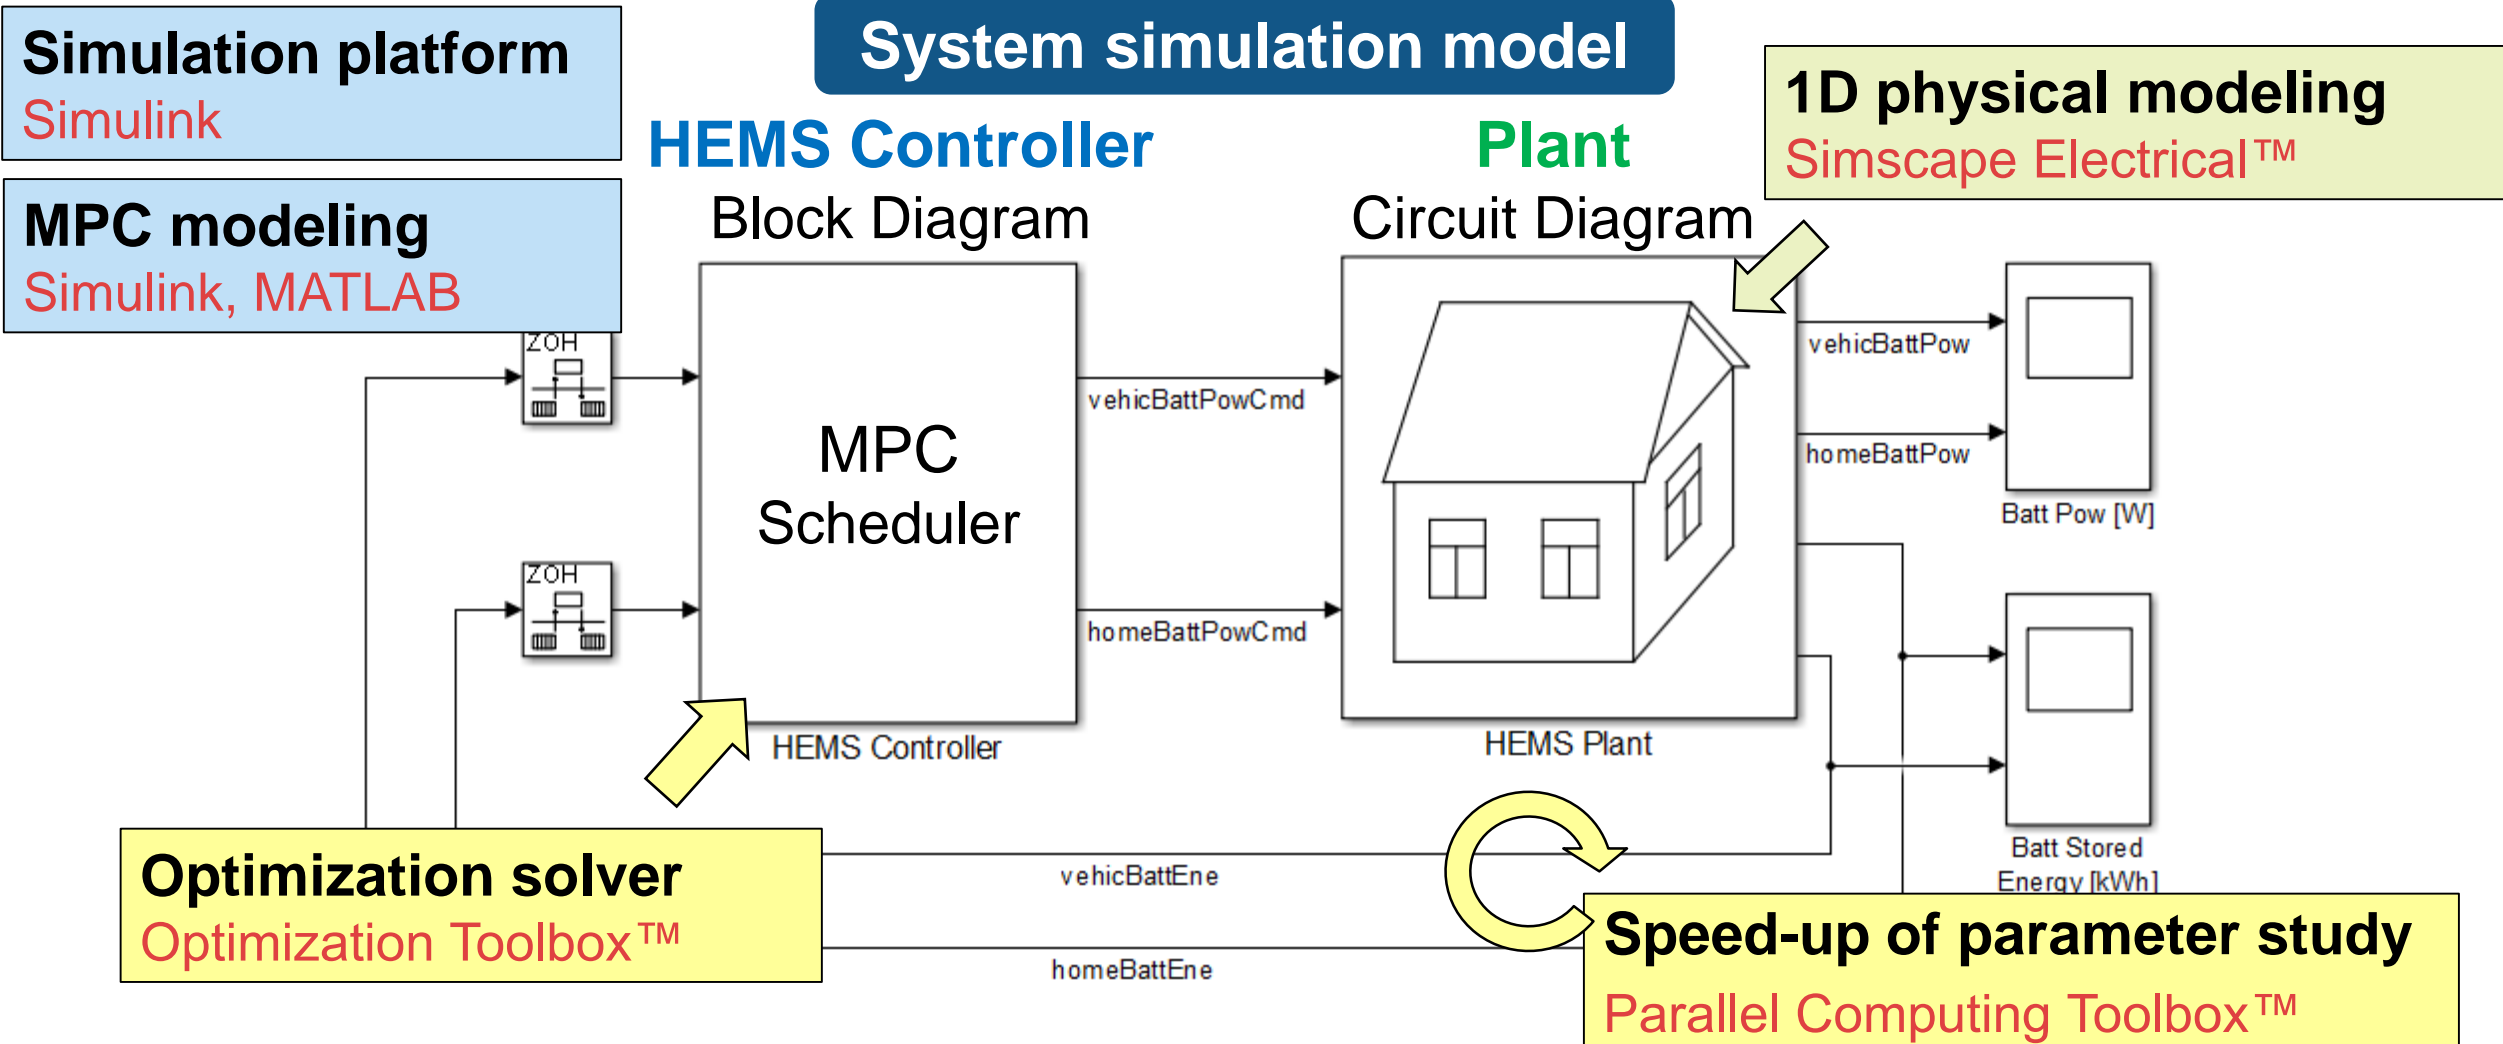 System simulation model
Simulation platform
Simulink
MPC modeling
Simulink, MATLAB
HEMS Controller
Block Diagram
Plant
Circuit Diagram
1D physical modeling
Simscape Electrical™
ZOH
ZOH
MPC
Scheduler
HEMS Controller
vehicBattPowCmd
homeBattPowCmd
HEMS Plant
vehicBattPow
homeBattPow
Batt Pow [W]
Batt Stored
Energy [kWh]
Optimization solver
Optimization Toolbox™
vehicBattEne
homeBattEne
Speed-up of parameter study
Parallel Computing Toolbox™